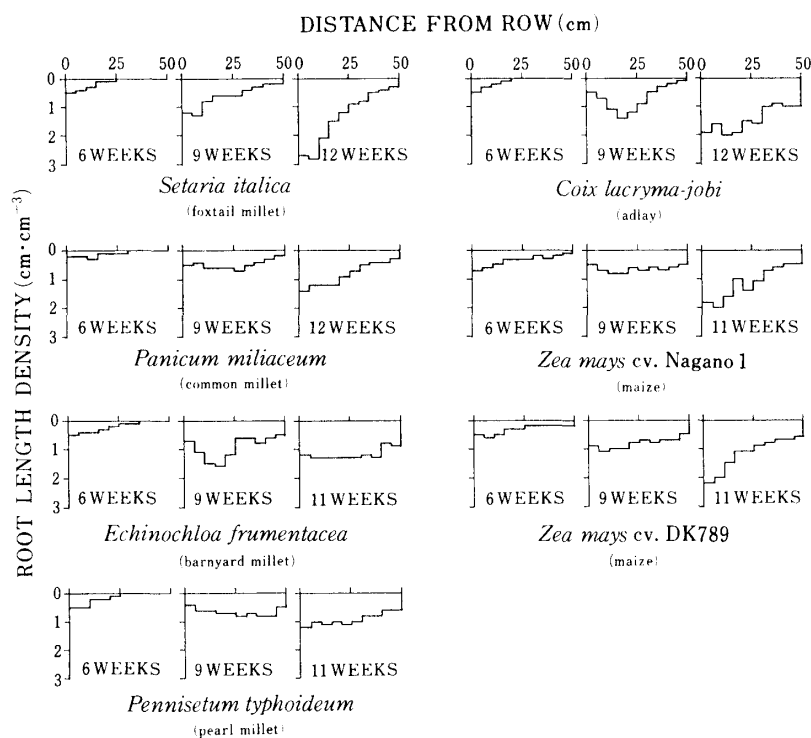 DISTANCE FROM ROW (cm)
ROOT LENGTH DENSITY (cm·cm⁻³)
0 25 50 0 25 50 0 25 50
0
1
2
3
6 WEEKS 9 WEEKS 12 WEEKS
Setaria italica
(foxtail millet)
0 25 50 0 25 50 0 25 50
6 WEEKS 9 WEEKS 12 WEEKS
Coix lacryma-jobi
(adlay)
0
1
2
3
6 WEEKS 9 WEEKS 12 WEEKS
Panicum miliaceum
(common millet)
6 WEEKS 9 WEEKS 11 WEEKS
Zea mays cv. Nagano 1
(maize)
0
1
2
3
6 WEEKS 9 WEEKS 11 WEEKS
Echinochloa frumentacea
(barnyard millet)
6 WEEKS 9 WEEKS 11 WEEKS
Zea mays cv. DK789
(maize)
0
1
2
3
6 WEEKS 9 WEEKS 11 WEEKS
Pennisetum typhoideum
(pearl millet)